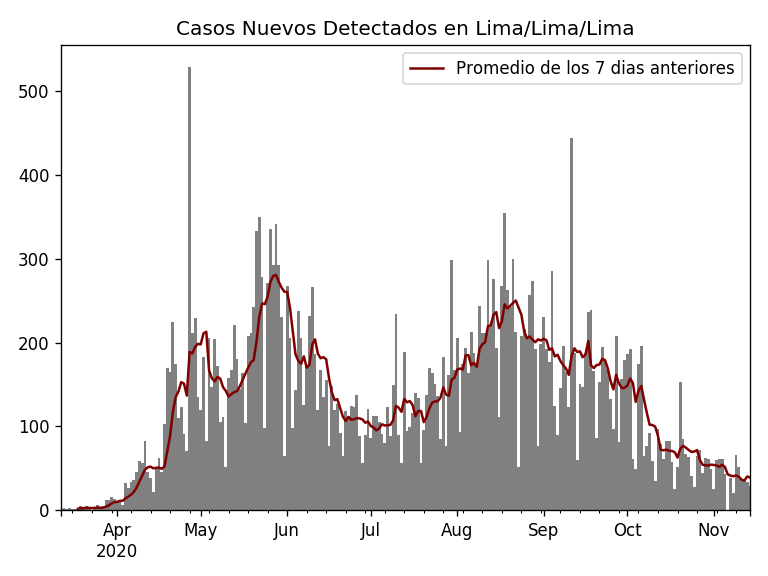 Casos Nuevos Detectados en Lima/Lima/Lima
Promedio de los 7 dias anteriores
500
400
300
200
100
0
Apr May Jun Jul Aug Sep Oct Nov
2020